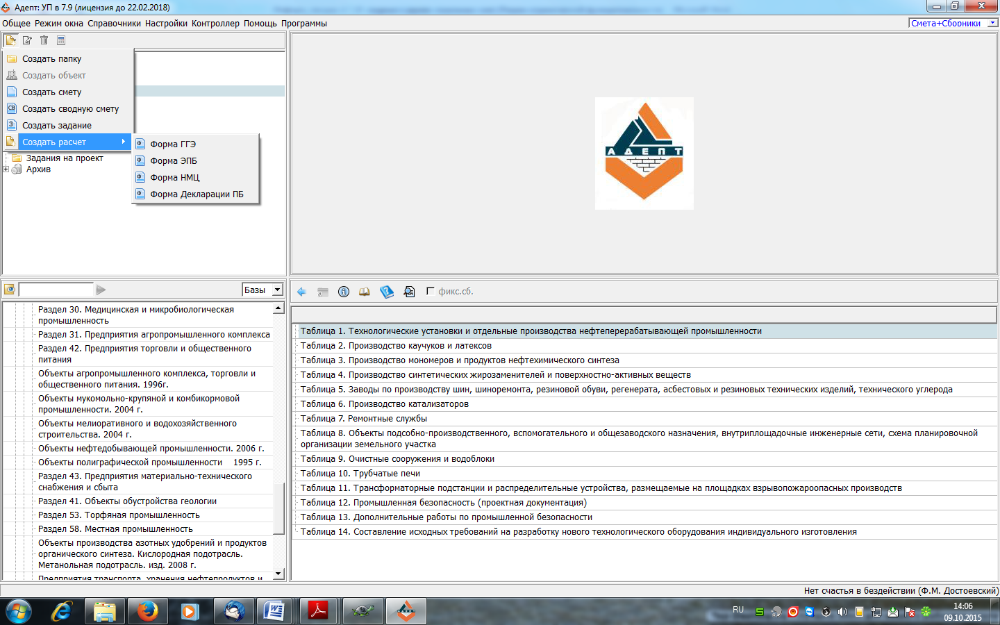 Адепт: УП в 7.9 (лицензия до 22.02.2018)
Общее Режим окна Справочники Настройки Контроллер Помощь Программы
Смета+Сборники
Создать папку
Создать объект
Создать смету
Создать сводную смету
Создать задание
Создать расчет
Форма ГГЭ
Форма ЭПБ
Форма НМЦ
Форма Декларации ПБ
Задания на проект
Архив
АДЕПТ
Базы
фикс.сб.
Раздел 30. Медицинская и микробиологическая
промышленность
Раздел 31. Предприятия агропромышленного комплекса
Раздел 42. Предприятия торговли и общественного
питания
Объекты агропромышленного комплекса, торговли и
общественного питания. 1996г.
Объекты мукомольно-крупяной и комбикормовой
промышленности. 2004 г.
Объекты мелиоративного и водохозяйственного
строительства. 2004 г.
Объекты нефтедобывающей промышленности. 2006 г.
Объекты полиграфической промышленности 1995 г.
Раздел 43. Предприятия материально-технического
снабжения и сбыта
Раздел 41. Объекты обустройства геологии
Раздел 53. Торфяная промышленность
Раздел 58. Местная промышленность
Объекты производства азотных удобрений и продуктов
органического синтеза. Кислородная подотрасль.
Метанольная подотрасль. изд. 2008 г.
Предприятия транспорта, хранения нефтепродуктов и
Таблица 1. Технологические установки и отдельные производства нефтеперерабатывающей промышленности
Таблица 2. Производство каучуков и латексов
Таблица 3. Производство мономеров и продуктов нефтехимического синтеза
Таблица 4. Производство синтетических жирозаменителей и поверхностно-активных веществ
Таблица 5. Заводы по производству шин, шиноремонта, резиновой обуви, регенерата, асбестовых и резиновых технических изделий, технического углерода
Таблица 6. Производство катализаторов
Таблица 7. Ремонтные службы
Таблица 8. Объекты подсобно-производственного, вспомогательного и общезаводского назначения, внутриплощадочные инженерные сети, схема планировочной
организации земельного участка
Таблица 9. Очистные сооружения и водоблоки
Таблица 10. Трубчатые печи
Таблица 11. Трансформаторные подстанции и распределительные устройства, размещаемые на площадках взрывопожароопасных производств
Таблица 12. Промышленная безопасность (проектная документация)
Таблица 13. Дополнительные работы по промышленной безопасности
Таблица 14. Составление исходных требований на разработку нового технологического оборудования индивидуального изготовления
Нет счастья в бездействии (Ф.М. Достоевский)
RU
14:06
09.10.2015